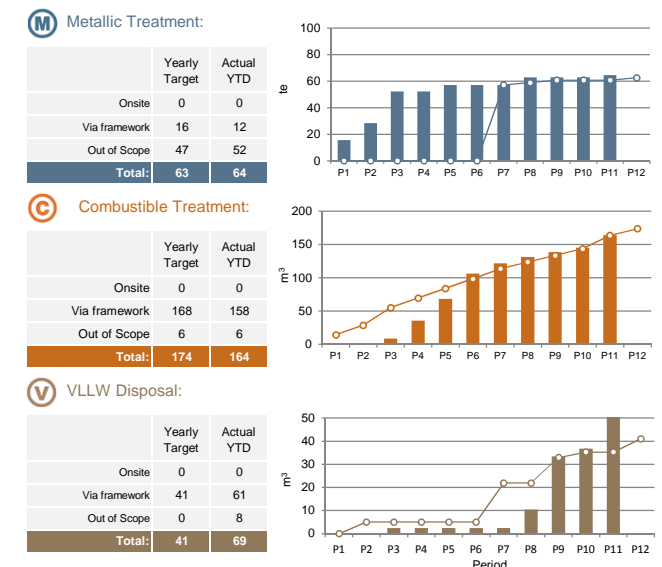 M Metallic Treatment:
Yearly Target Actual YTD
Onsite 0 0
Via framework 16 12
Out of Scope 47 52
Total: 63 64
100
80
60
40
20
0
te
P1 P2 P3 P4 P5 P6 P7 P8 P9 P10 P11 P12
C Combustible Treatment:
Yearly Target Actual YTD
Onsite 0 0
Via framework 168 158
Out of Scope 6 6
Total: 174 164
200
150
100
50
0
m³
P1 P2 P3 P4 P5 P6 P7 P8 P9 P10 P11 P12
V VLLW Disposal:
Yearly Target Actual YTD
Onsite 0 0
Via framework 41 61
Out of Scope 0 8
Total: 41 69
50
40
30
20
10
0
m³
P1 P2 P3 P4 P5 P6 P7 P8 P9 P10 P11 P12
Period